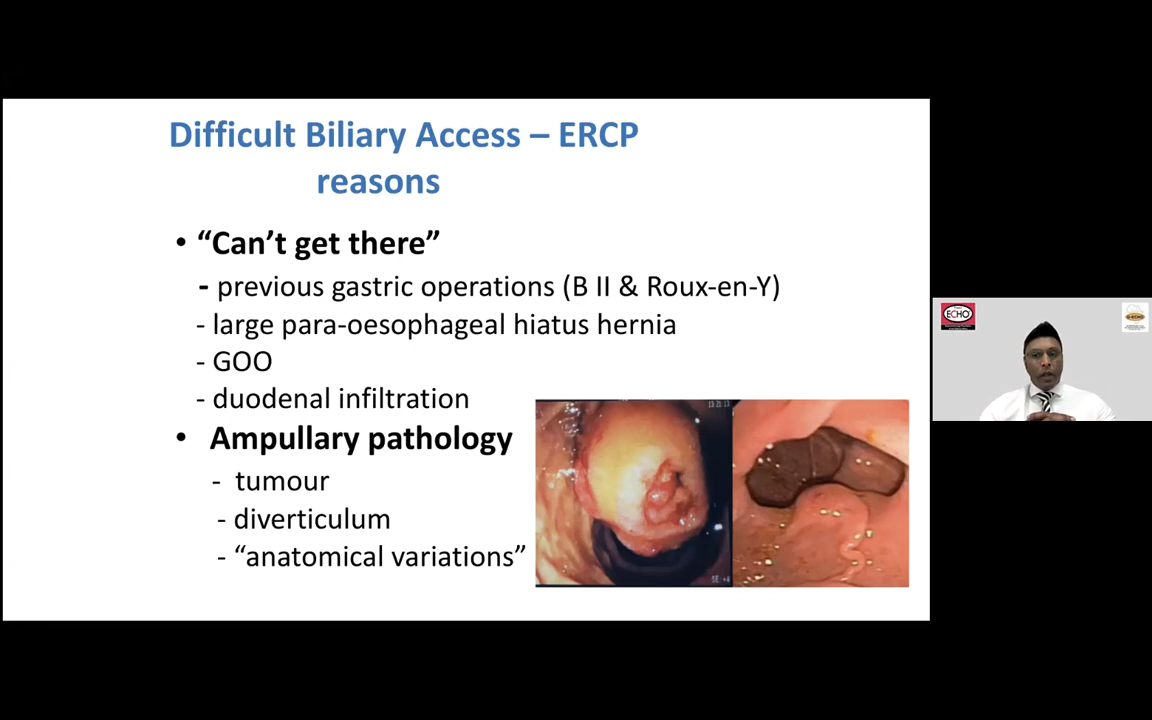 Difficult Biliary Access – ERCP
reasons
• “Can’t get there”
- previous gastric operations (B II & Roux-en-Y)
- large para-oesophageal hiatus hernia
- GOO
- duodenal infiltration
• Ampullary pathology
- tumour
- diverticulum
- “anatomical variations”
ECHO